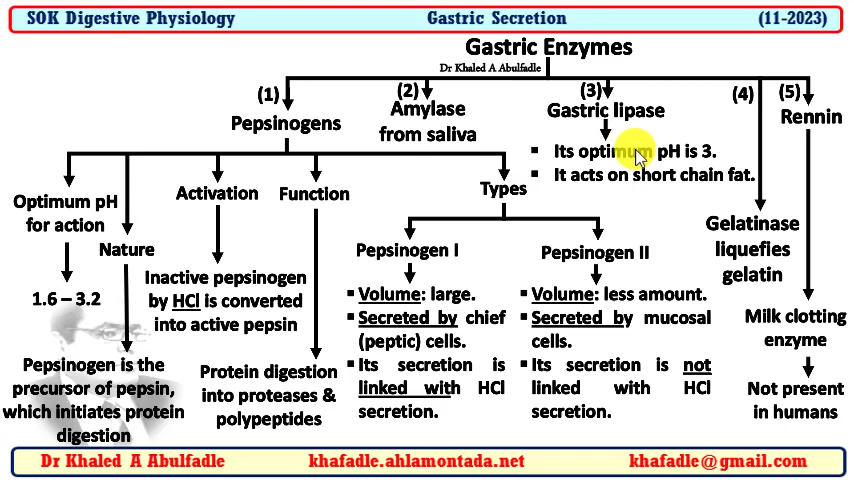 SOK Digestive Physiology
Gastric Secretion
(11-2023)
Gastric Enzymes
Dr Khaled A Abulfadle
(1)
Pepsinogens
(2)
Amylase
from saliva
(3)
Gastric lipase
Its optimum pH is 3.
It acts on short chain fat.
(4)
Gelatinase
liquefies
gelatin
(5)
Rennin
Milk clotting
enzyme
Not present
in humans
Optimum pH
for action
1.6 – 3.2
Nature
Pepsinogen is the
precursor of pepsin,
which initiates protein
digestion
Activation
Inactive pepsinogen
by HCl is converted
into active pepsin
Function
Protein digestion
into proteases &
polypeptides
Types
Pepsinogen I
Volume: large.
Secreted by chief
(peptic) cells.
Its secretion is
linked with HCl
secretion.
Pepsinogen II
Volume: less amount.
Secreted by mucosal
cells.
Its secretion is not
linked with HCl
secretion.
Dr Khaled A Abulfadle
khafadle.ahlamontada.net
khafadle@gmail.com